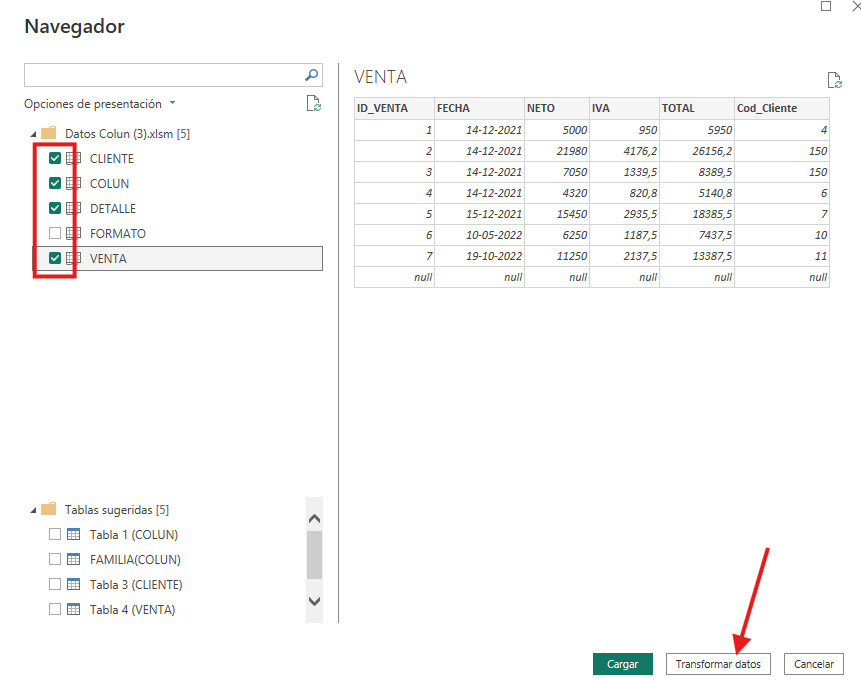 Navegador
Opciones de presentación
Datos Colun (3).xlsm [5]
CLIENTE
COLUN
DETALLE
FORMATO
VENTA
Tablas sugeridas [5]
Tabla 1 (COLUN)
FAMILIA(COLUN)
Tabla 3 (CLIENTE)
Tabla 4 (VENTA)
VENTA
ID_VENTA FECHA NETO IVA TOTAL Cod_Cliente
1 14-12-2021 5000 950 5950 4
2 14-12-2021 21980 4176,2 26156,2 150
3 14-12-2021 7050 1339,5 8389,5 150
4 14-12-2021 4320 820,8 5140,8 6
5 15-12-2021 15450 2935,5 18385,5 7
6 10-05-2022 6250 1187,5 7437,5 10
7 19-10-2022 11250 2137,5 13387,5 11
null null null null null null
Cargar Transformar datos Cancelar